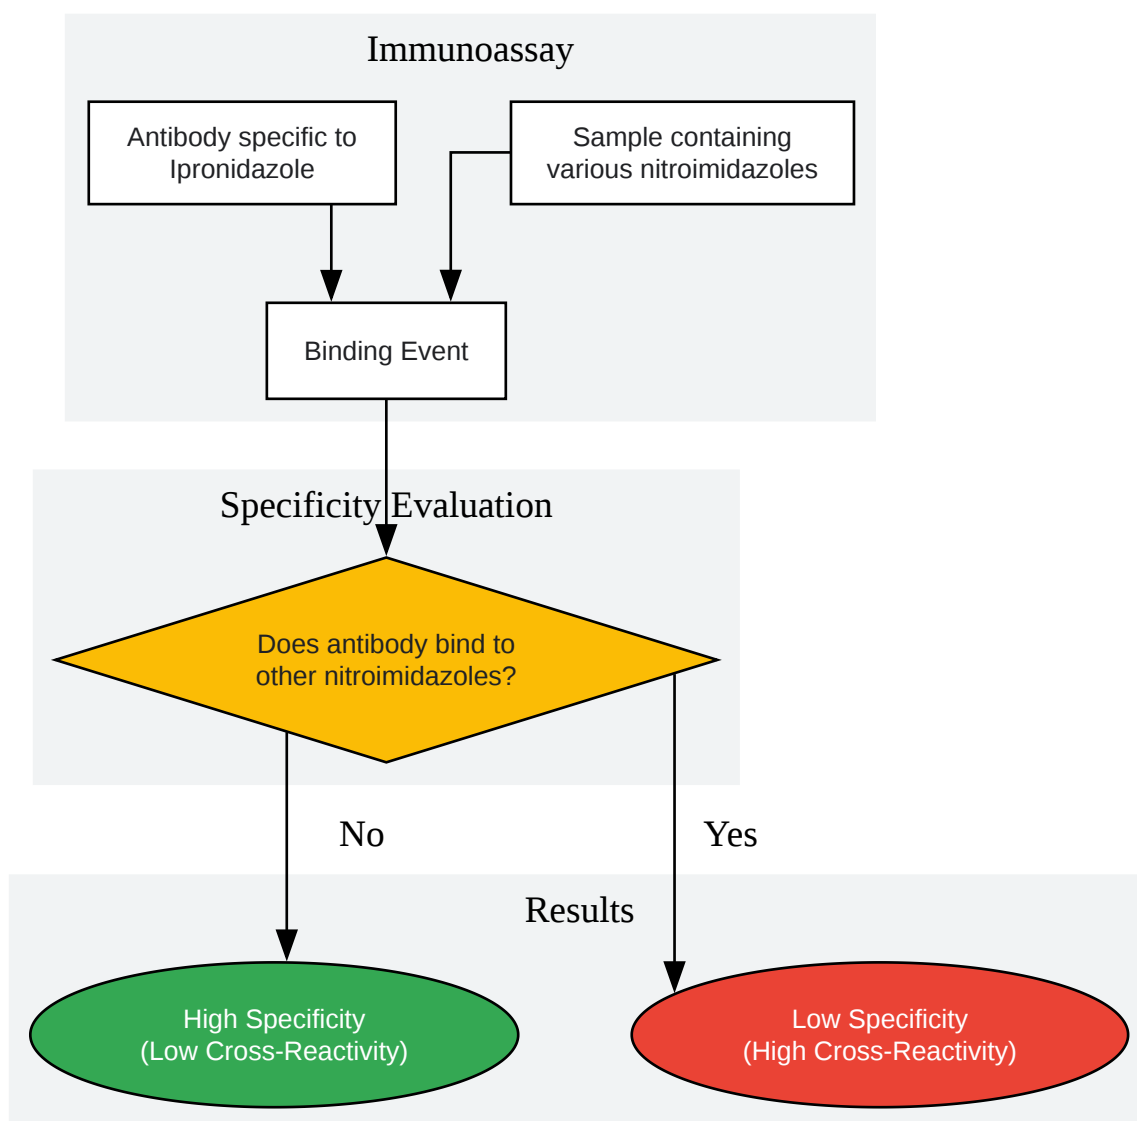 Immunoassay
Antibody specific to
Ipronidazole
Sample containing
various nitroimidazoles
Binding Event
Specificity Evaluation
Does antibody bind to
other nitroimidazoles?
No
Yes
Results
High Specificity
(Low Cross-Reactivity)
Low Specificity
(High Cross-Reactivity)